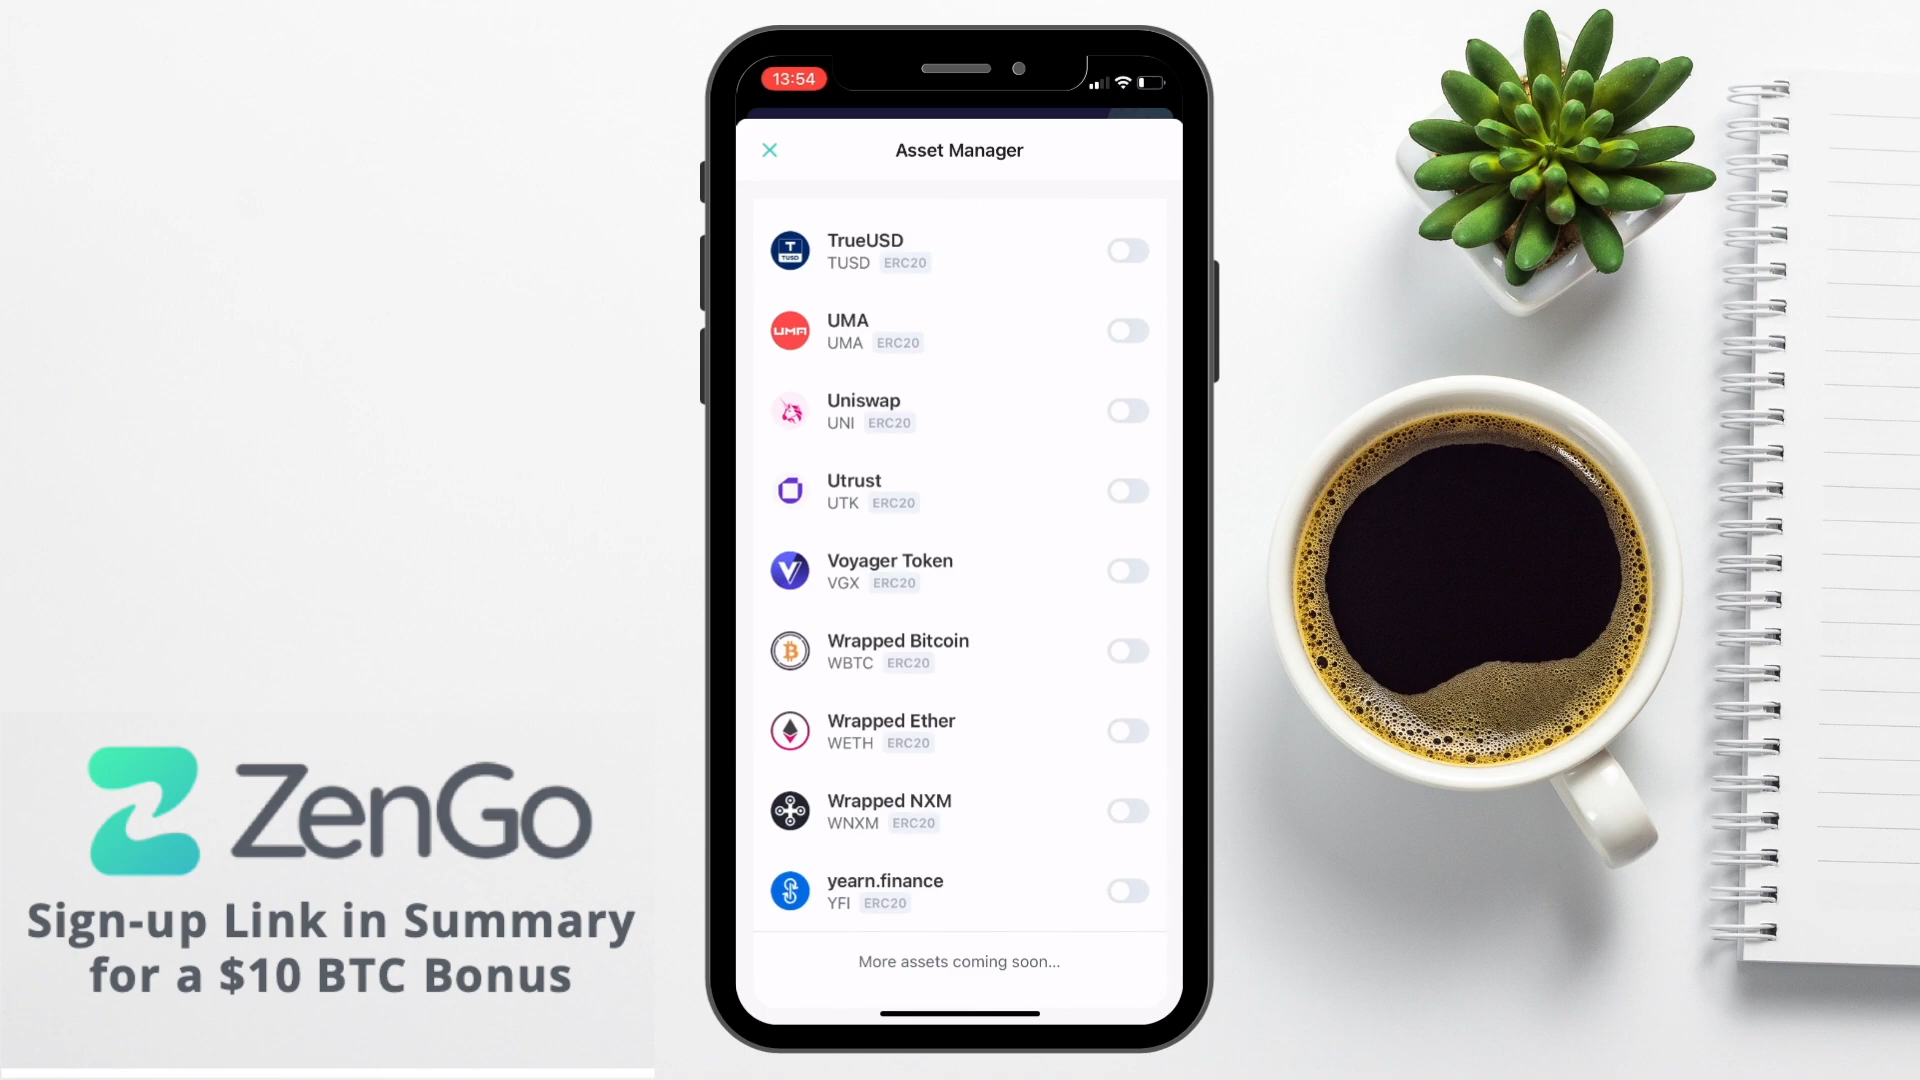 13:54
Asset Manager
TrueUSD
TUSD ERC20
UMA
UMA ERC20
Uniswap
UNI ERC20
Utrust
UTK ERC20
Voyager Token
VGX ERC20
Wrapped Bitcoin
WBTC ERC20
Wrapped Ether
WETH ERC20
Wrapped NXM
WNXM ERC20
yearn.finance
YFI ERC20
More assets coming soon...
T
TUSD
UMA
ZenGo
Sign-up Link in Summary
for a $10 BTC Bonus